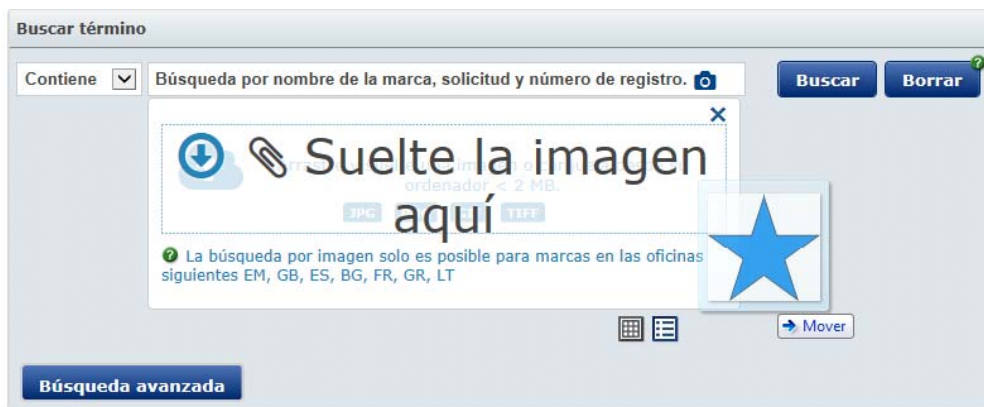 Buscar término
Contiene
Búsqueda por nombre de la marca, solicitud y número de registro.
Buscar
Borrar
Suelte la imagen
ordenador < 2 MB.
aquí
JPG
TIFF
La búsqueda por imagen solo es posible para marcas en las oficinas
siguientes EM, GB, ES, BG, FR, GR, LT
Mover
Búsqueda avanzada